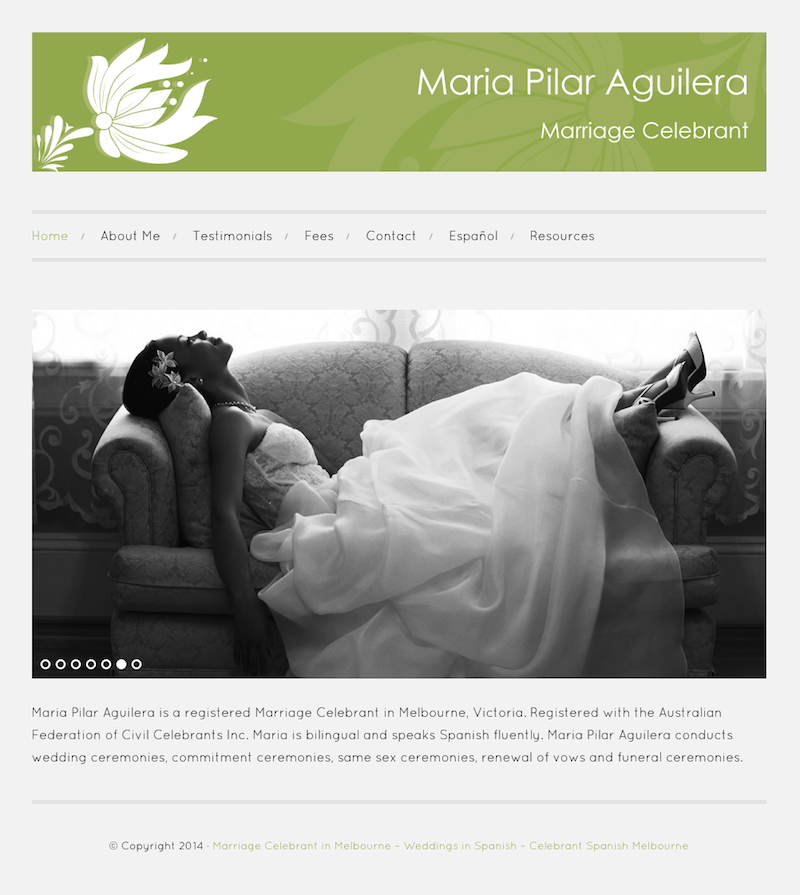 Maria Pilar Aguilera
Marriage Celebrant
Home / About Me / Testimonials / Fees / Contact / Español / Resources
Maria Pilar Aguilera is a registered Marriage Celebrant in Melbourne, Victoria. Registered with the Australian
Federation of Civil Celebrants Inc. Maria is bilingual and speaks Spanish fluently. Maria Pilar Aguilera conducts
wedding ceremonies, commitment ceremonies, same sex ceremonies, renewal of vows and funeral ceremonies.
© Copyright 2014 · Marriage Celebrant in Melbourne – Weddings in Spanish – Celebrant Spanish Melbourne